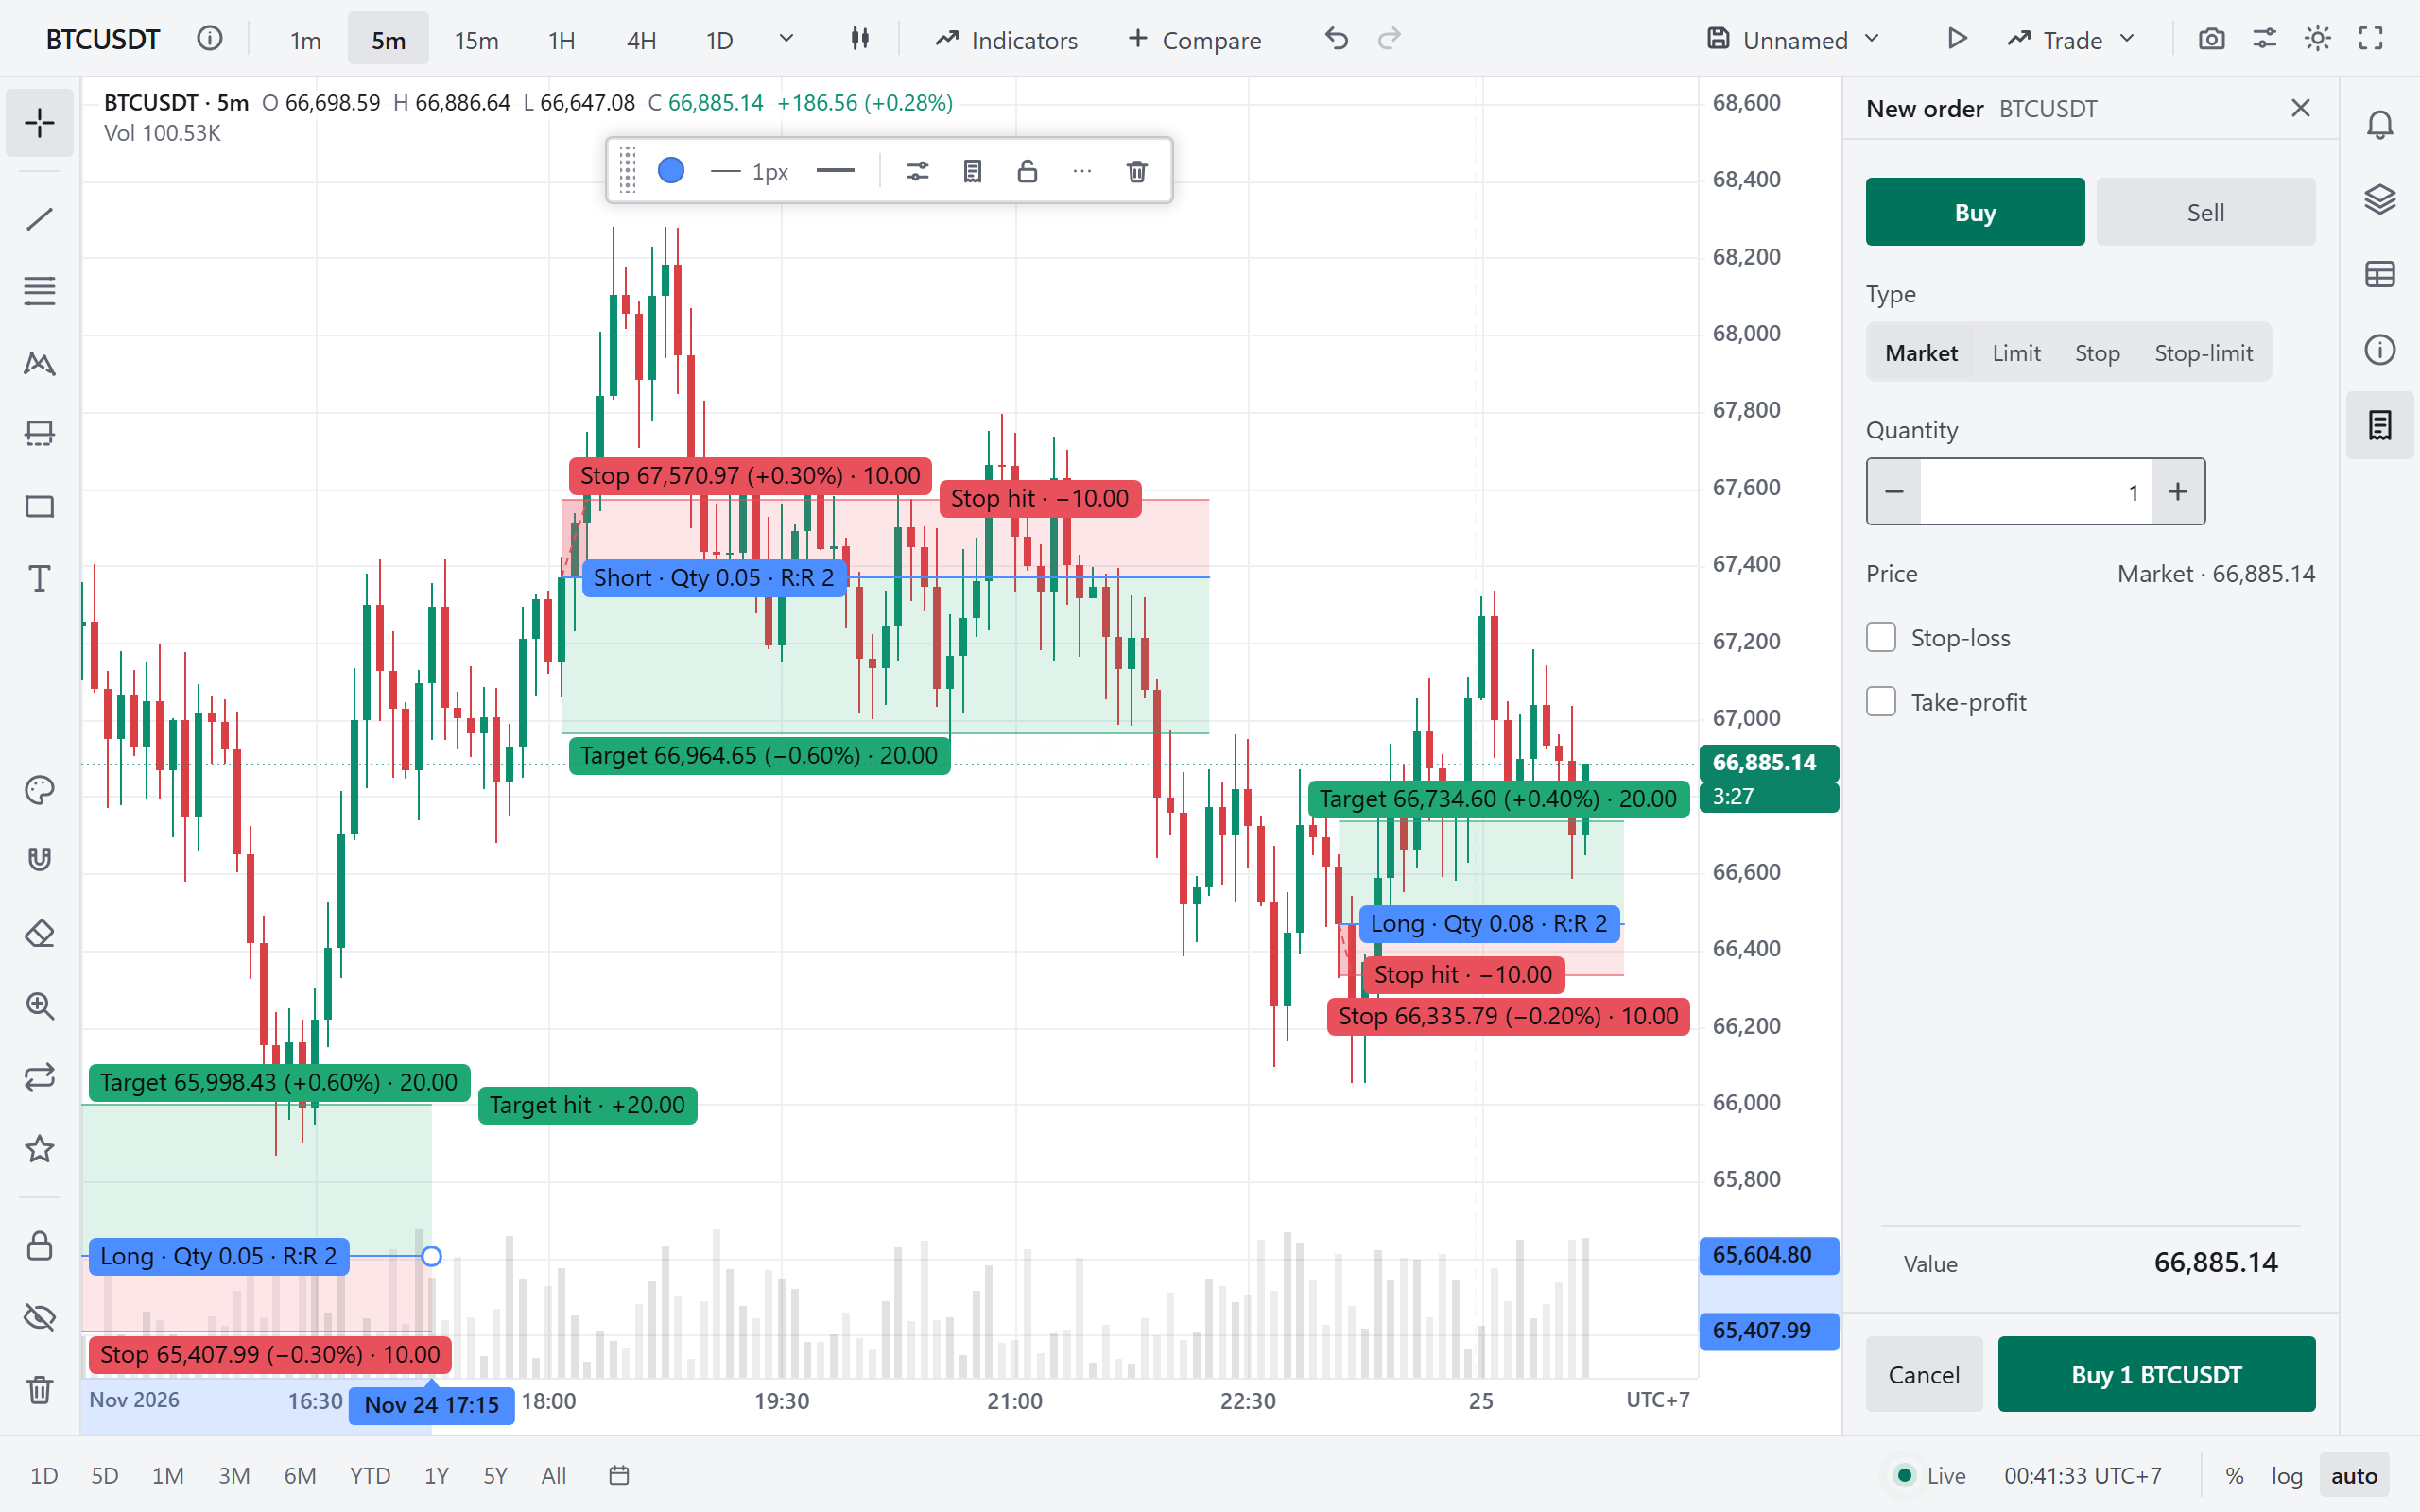 BTCUSDT 1m 5m 15m 1H 4H 1D Indicators Compare Unnamed Trade
BTCUSDT · 5m O 66,698.59 H 66,886.64 L 66,647.08 C 66,885.14 +186.56 (+0.28%)
Vol 100.53K
1px
Stop 67,570.97 (+0.30%) · 10.00
Stop hit · −10.00
Short · Qty 0.05 · R:R 2
Target 66,964.65 (−0.60%) · 20.00
Target 66,734.60 (+0.40%) · 20.00
Long · Qty 0.08 · R:R 2
Stop hit · −10.00
Stop 66,335.79 (−0.20%) · 10.00
Target 65,998.43 (+0.60%) · 20.00
Target hit · +20.00
Long · Qty 0.05 · R:R 2
Stop 65,407.99 (−0.30%) · 10.00
68,600
68,400
68,200
68,000
67,800
67,600
67,400
67,200
67,000
66,885.14
3:27
66,600
66,400
66,200
66,000
65,800
65,604.80
65,407.99
Nov 2026 16:30 Nov 24 17:15 18:00 19:30 21:00 22:30 25 UTC+7
New order BTCUSDT
Buy Sell
Type
Market Limit Stop Stop-limit
Quantity
1
Price Market · 66,885.14
Stop-loss
Take-profit
Value 66,885.14
Cancel Buy 1 BTCUSDT
1D 5D 1M 3M 6M YTD 1Y 5Y All Live 00:41:33 UTC+7 % log auto